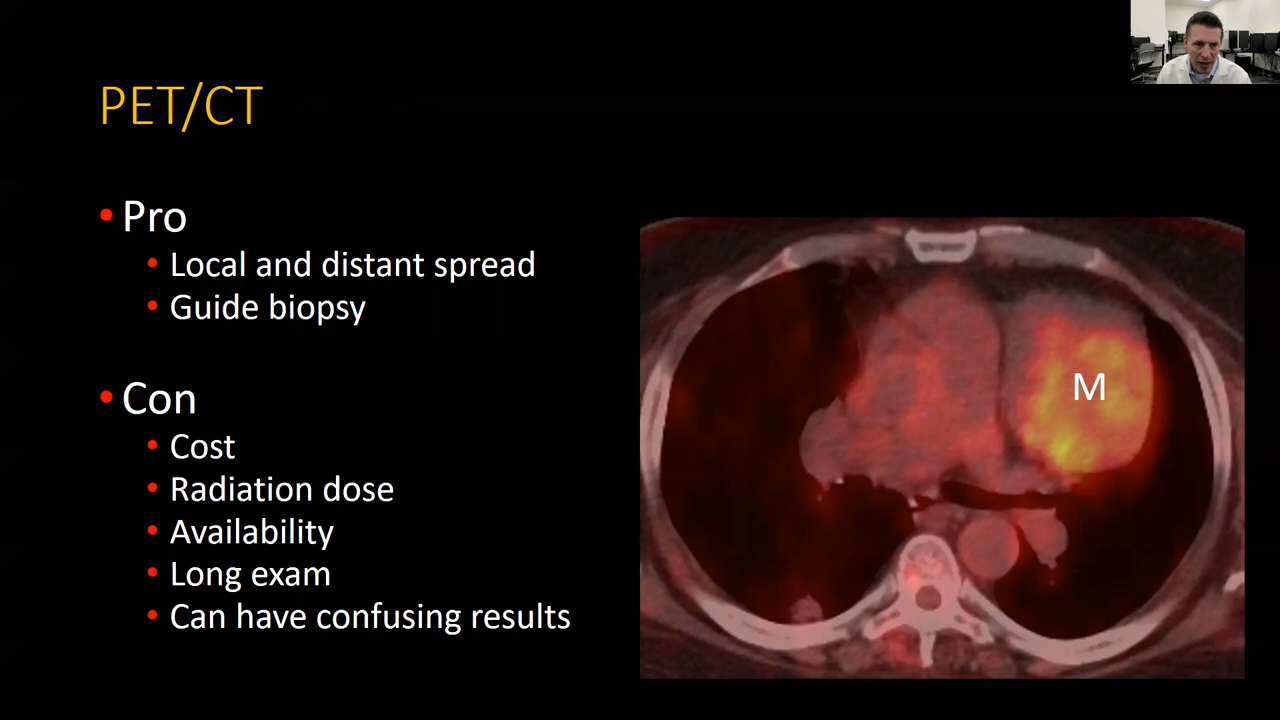 PET/CT
• Pro
• Local and distant spread
• Guide biopsy
• Con
• Cost
• Radiation dose
• Availability
• Long exam
• Can have confusing results
M